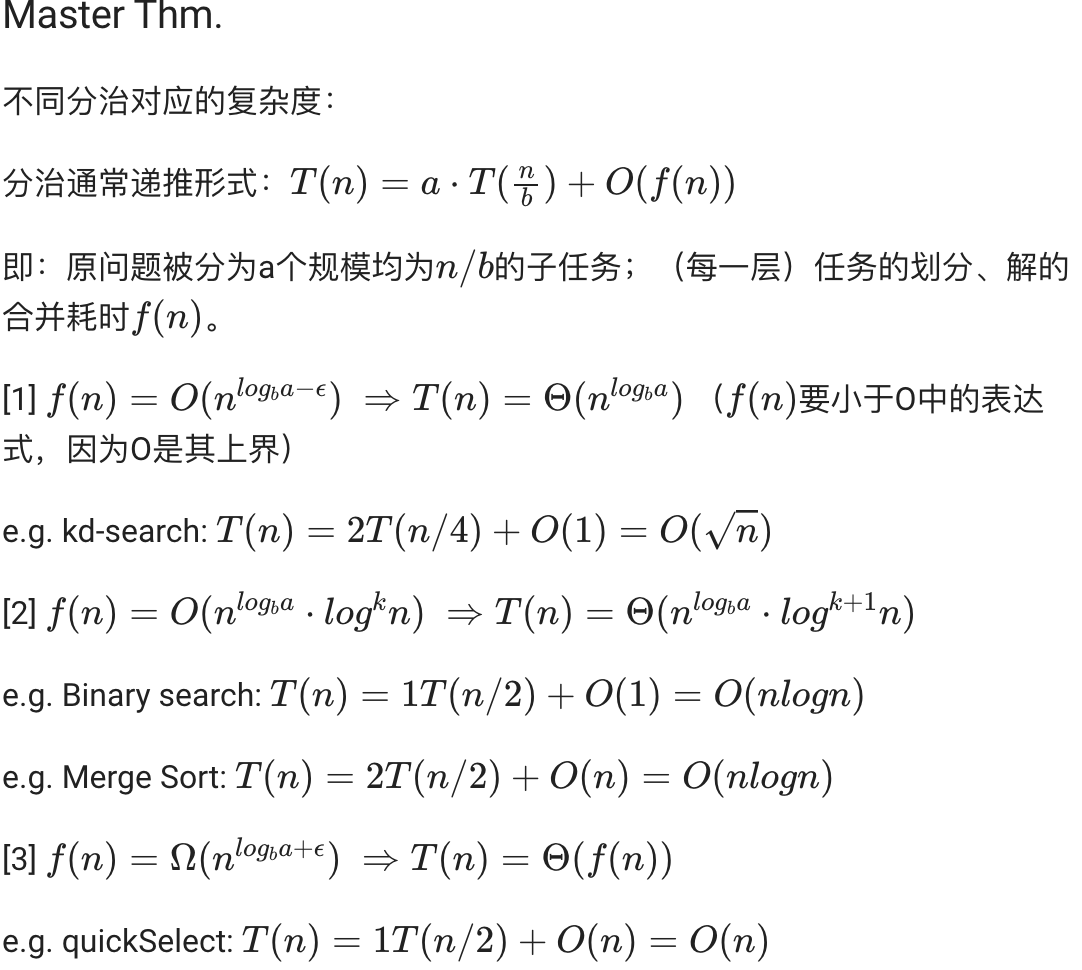 Master Thm.
不同分治对应的复杂度：
分治通常递推形式：T(n) = a · T(n/b) + O(f(n))
即：原问题被分为a个规模均为n/b的子任务；（每一层）任务的划分、解的
合并耗时f(n)。
[1] f(n) = O(n^{log_b a−ϵ}) ⇒ T(n) = Θ(n^{log_b a}) （f(n)要小于O中的表达
式，因为O是其上界）
e.g. kd-search: T(n) = 2T(n/4) + O(1) = O(√n)
[2] f(n) = O(n^{log_b a} · log^k n) ⇒ T(n) = Θ(n^{log_b a} · log^{k+1} n)
e.g. Binary search: T(n) = 1T(n/2) + O(1) = O(nlogn)
e.g. Merge Sort: T(n) = 2T(n/2) + O(n) = O(nlogn)
[3] f(n) = Ω(n^{log_b a+ϵ}) ⇒ T(n) = Θ(f(n))
e.g. quickSelect: T(n) = 1T(n/2) + O(n) = O(n)